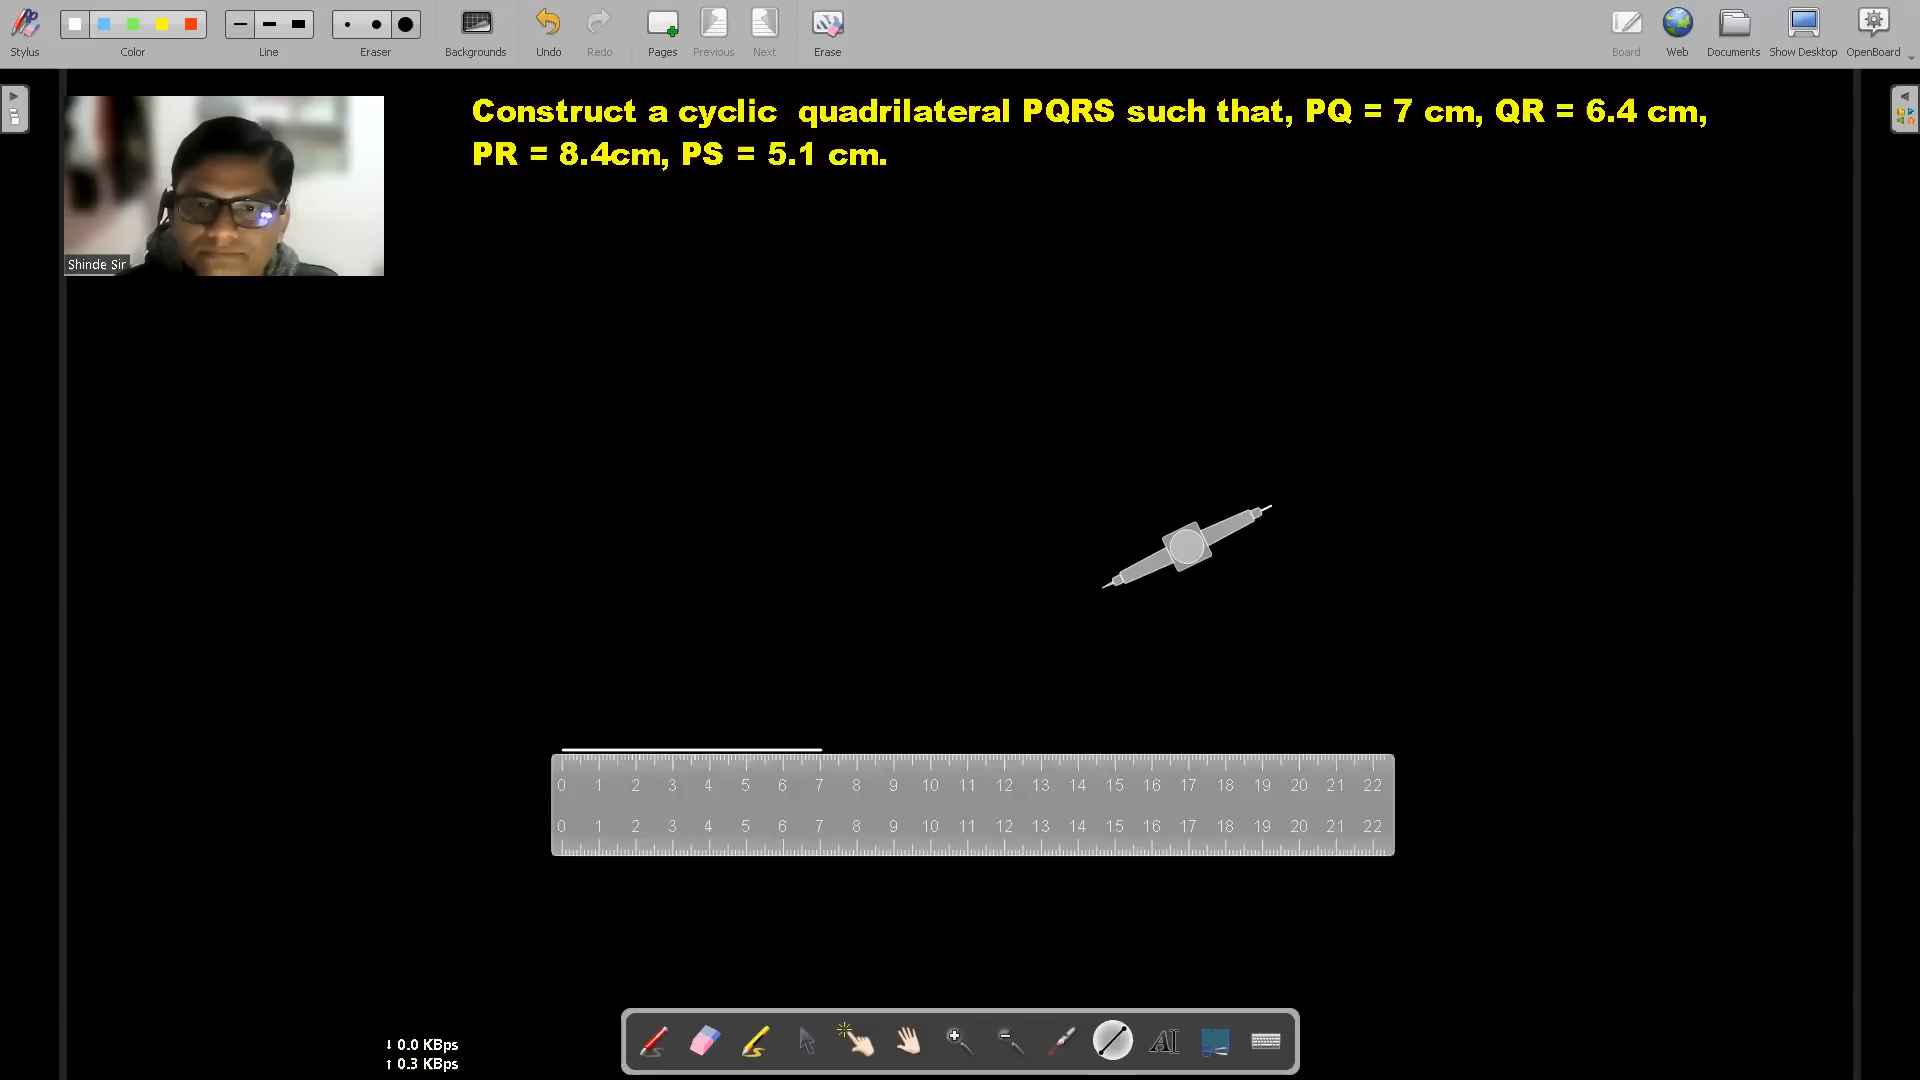 Stylus Color Line Eraser Backgrounds Undo Redo Pages Previous Next Erase Board Web Documents Show Desktop OpenBoard
Construct a cyclic quadrilateral PQRS such that, PQ = 7 cm, QR = 6.4 cm,
PR = 8.4cm, PS = 5.1 cm.
Shinde Sir
0 1 2 3 4 5 6 7 8 9 10 11 12 13 14 15 16 17 18 19 20 21 22
0 1 2 3 4 5 6 7 8 9 10 11 12 13 14 15 16 17 18 19 20 21 22
AI
↓ 0.0 KBps
↑ 0.3 KBps